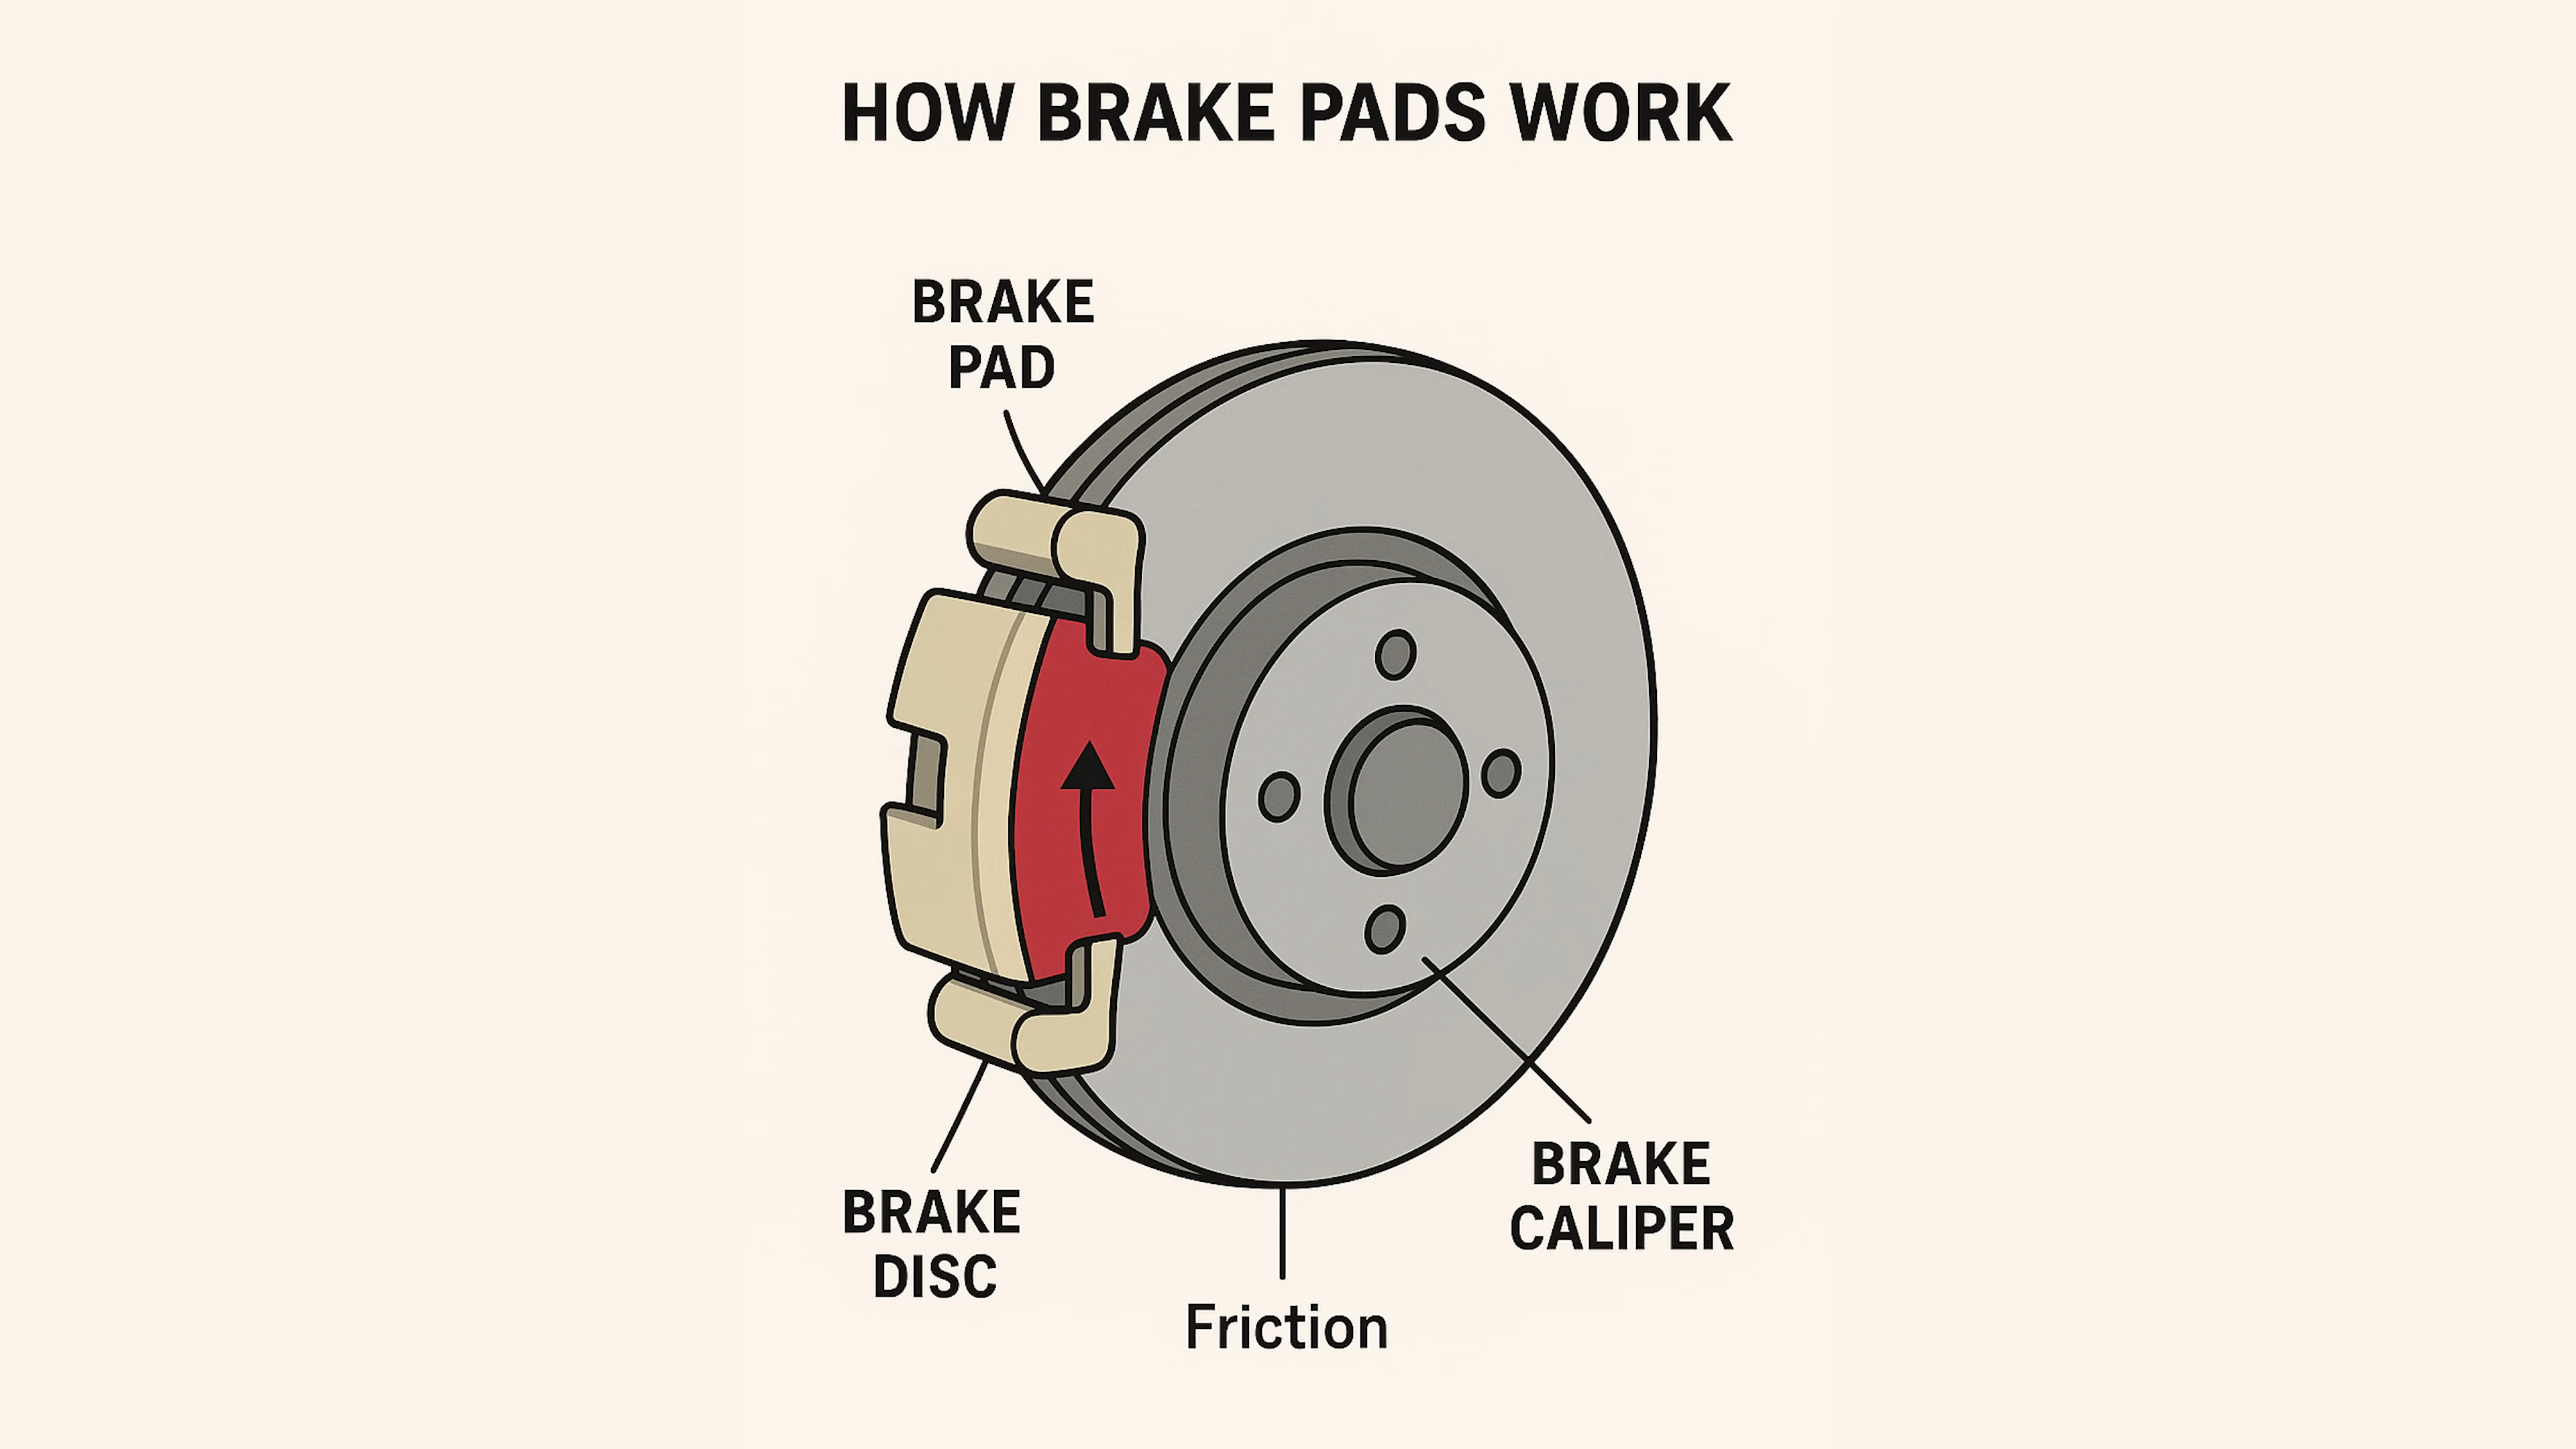 HOW BRAKE PADS WORK
BRAKE
PAD
BRAKE
DISC
Friction
BRAKE
CALIPER